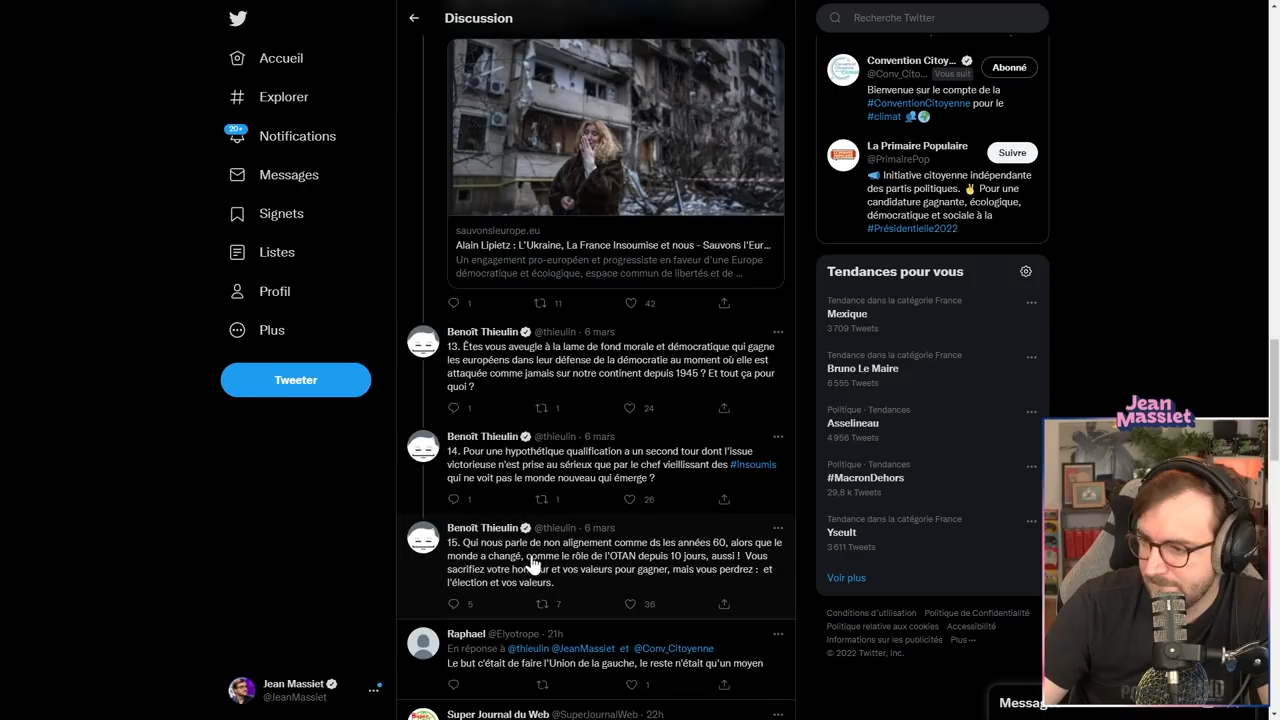 Accueil
Explorer
20+
Notifications
Messages
Signets
Listes
Profil
Plus
Tweeter
Jean Massiet
@JeanMassiet
Discussion
sauvonsleurope.eu
Alain Lipietz : L'Ukraine, La France Insoumise et nous - Sauvons l'Eur...
Un engagement pro-européen et progressiste en faveur d'une Europe
démocratique et écologique, espace commun de libertés et de ...
1 11 42
Benoît Thieulin @thieulin · 6 mars
13. Êtes vous aveugle à la lame de fond morale et démocratique qui gagne
les européens dans leur défense de la démocratie au moment où elle est
attaquée comme jamais sur notre continent depuis 1945 ? Et tout ça pour
quoi ?
1 1 24
Benoît Thieulin @thieulin · 6 mars
14. Pour une hypothétique qualification a un second tour dont l'issue
victorieuse n'est prise au sérieux que par le chef vieillissant des #insoumis
qui ne voit pas le monde nouveau qui émerge ?
1 1 26
Benoît Thieulin @thieulin · 6 mars
15. Qui nous parle de non alignement comme ds les années 60, alors que le
monde a changé, comme le rôle de l'OTAN depuis 10 jours, aussi ! Vous
sacrifiez votre et vos valeurs pour gagner, mais vous perdrez : et
l'élection et vos valeurs.
5 7 36
Raphael @Elyotrope · 21h
En réponse à @thieulin @JeanMassiet et @Conv_Citoyenne
Le but c'était de faire l'Union de la gauche, le reste n'était qu'un moyen
1
Super Journal du Web @SuperJournalWeb · 22h
Recherche Twitter
Convention Citoy...
@Conv_Cito... Vous suit
Abonné
Bienvenue sur le compte de la
#ConventionCitoyenne pour le
#climat
La Primaire Populaire
@PrimairePop
Suivre
Initiative citoyenne indépendante
des partis politiques. Pour une
candidature gagnante, écologique,
démocratique et sociale à la
#Présidentielle2022
Tendances pour vous
Tendance dans la catégorie France
Mexique
3 709 Tweets
Tendance dans la catégorie France
Bruno Le Maire
6 555 Tweets
Politique · Tendances
Asselineau
4 956 Tweets
Politique · Tendances
#MacronDehors
29,8 k Tweets
Tendance dans la catégorie France
Yseult
3 611 Tweets
Voir plus
Conditions d'utilisation Politique de Confidentialité
Politique relative aux cookies Accessibilité
Informations sur les publicités Plus ···
© 2022 Twitter, Inc.
Jean
Massiet